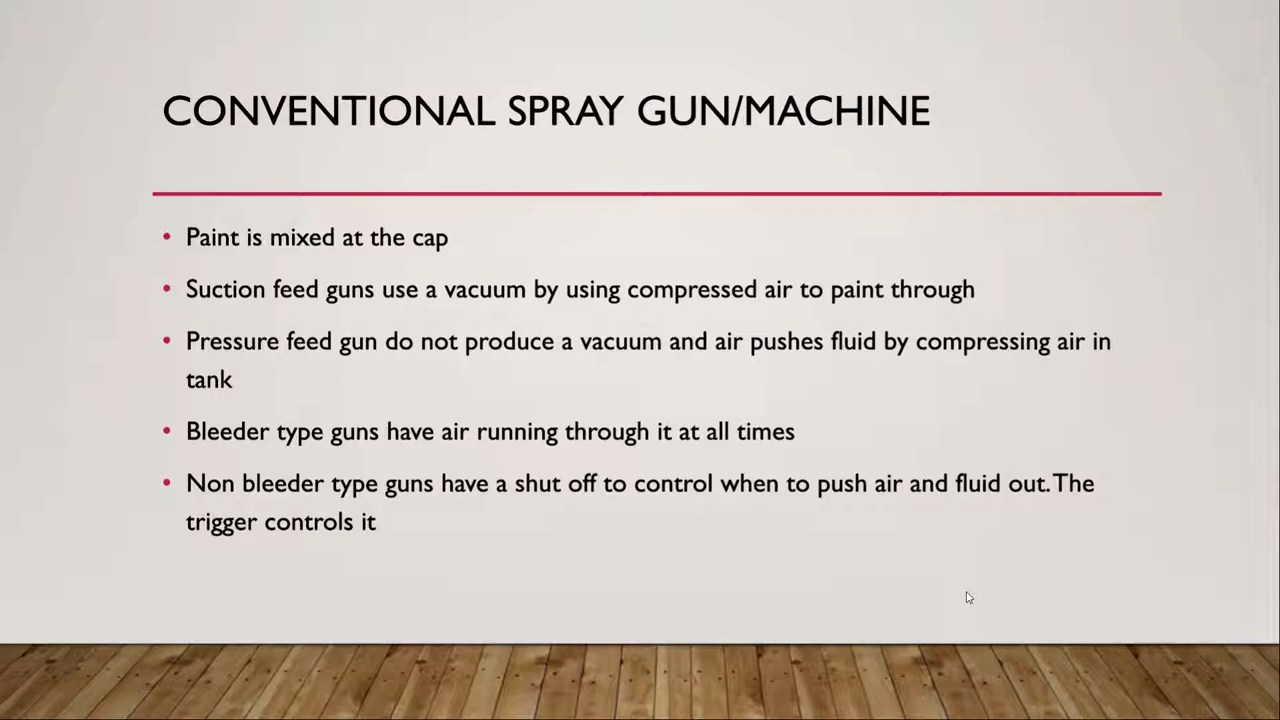 CONVENTIONAL SPRAY GUN/MACHINE
• Paint is mixed at the cap
• Suction feed guns use a vacuum by using compressed air to paint through
• Pressure feed gun do not produce a vacuum and air pushes fluid by compressing air in
tank
• Bleeder type guns have air running through it at all times
• Non bleeder type guns have a shut off to control when to push air and fluid out. The
trigger controls it